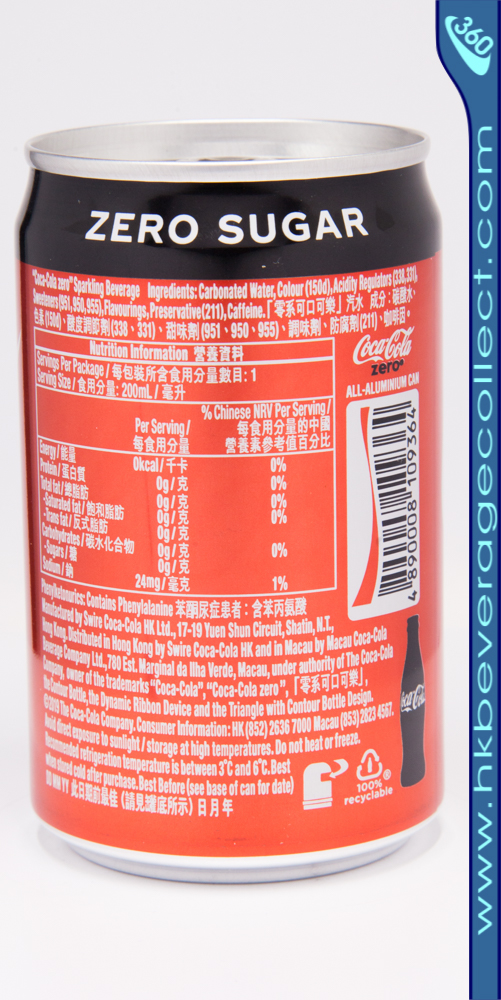 360
www.hkbeveragecollect.com
ZERO SUGAR
"Coca-Cola zero" Sparkling Beverage Ingredients: Carbonated Water, Colour (150d), Acidity Regulators (338,331),
Sweeteners (951, 950, 955), Flavourings, Preservative (211), Caffeine.「零系可口可樂」汽水 成分：碳酸水、
色素 (150d)、酸度調節劑 (338、331)、甜味劑 (951、950、955)、調味劑、防腐劑 (211)、咖啡因。
Nutrition Information 營養資料
Servings Per Package / 每包裝所含食用分量數目: 1
Serving Size / 食用分量: 200mL / 毫升
Per Serving / 每食用分量
% Chinese NRV Per Serving / 每食用分量的中國營養素參考值百分比
Energy / 能量 0kcal / 千卡 0%
Protein / 蛋白質 0g / 克 0%
Total fat / 總脂肪 0g / 克 0%
-Saturated fat / 飽和脂肪 0g / 克 0%
-Trans fat / 反式脂肪 0g / 克
Carbohydrates / 碳水化合物 0g / 克 0%
-Sugars / 糖 0g / 克
Sodium / 鈉 24mg / 毫克 1%
Coca-Cola
zero
ALL-ALUMINIUM CAN
4 890008 109364
Phenylketonurics: Contains Phenylalanine 苯酮尿症患者：含苯丙氨酸
Manufactured by Swire Coca-Cola HK Ltd., 17-19 Yuen Shun Circuit, Shatin, N.T.,
Hong Kong. Distributed in Hong Kong by Swire Coca-Cola HK and in Macau by Macau Coca-Cola
Beverage Company Ltd., 780 Est. Marginal da Ilha Verde, Macau, under authority of The Coca-Cola
Company, owner of the trademarks "Coca-Cola", "Coca-Cola zero",「零系可口可樂」,
the Contour Bottle, the Dynamic Ribbon Device and the Triangle with Contour Bottle Design.
©2019 The Coca-Cola Company. Consumer Information: HK (852) 2636 7000 Macau (853) 2823 4567.
Avoid direct exposure to sunlight / storage at high temperatures. Do not heat or freeze.
Recommended refrigeration temperature is between 3°C and 6°C. Best
when stored cold after purchase. Best Before (see base of can for date)
DD MM YY 此日期前最佳 (請見罐底所示) 日月年
Coca-Cola
100%
recyclable